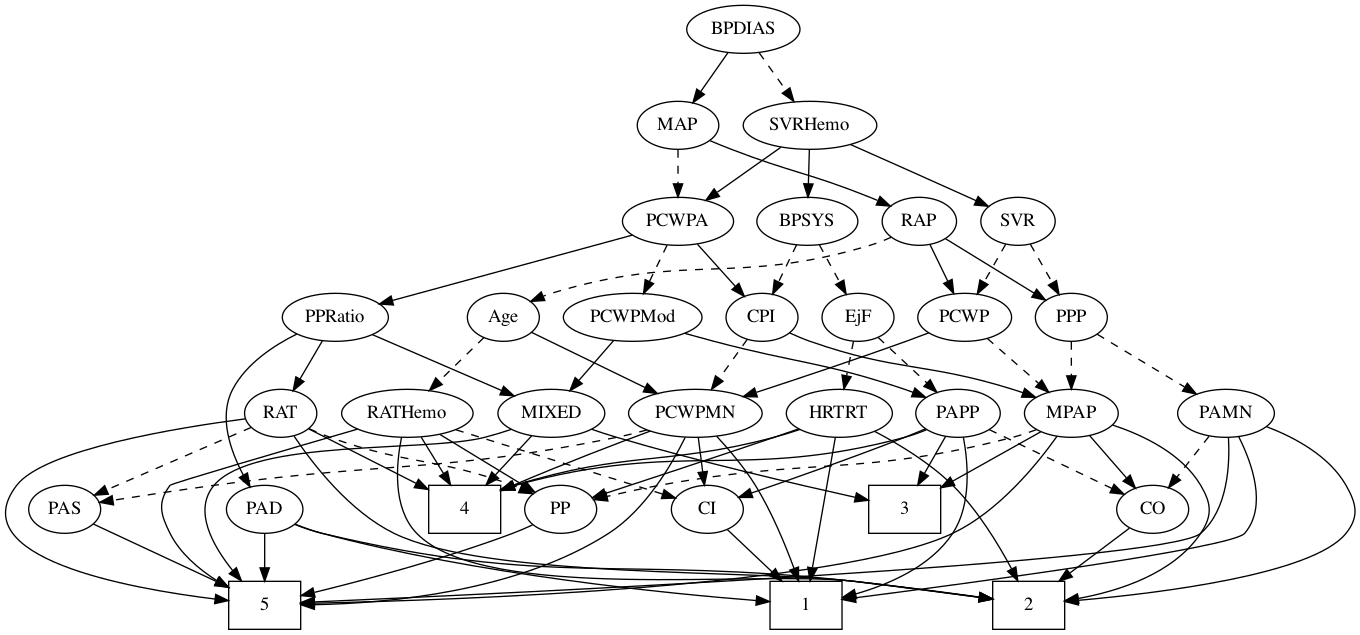 BPDIAS
MAP
SVRHemo
PCWPA
BPSYS
RAP
SVR
PPRatio
Age
PCWPMod
CPI
EjF
PCWP
PPP
RAT
RATHemo
MIXED
PCWPMN
HRTRT
PAPP
MPAP
PAMN
PAS
PAD
4
PP
CI
3
CO
5
1
2